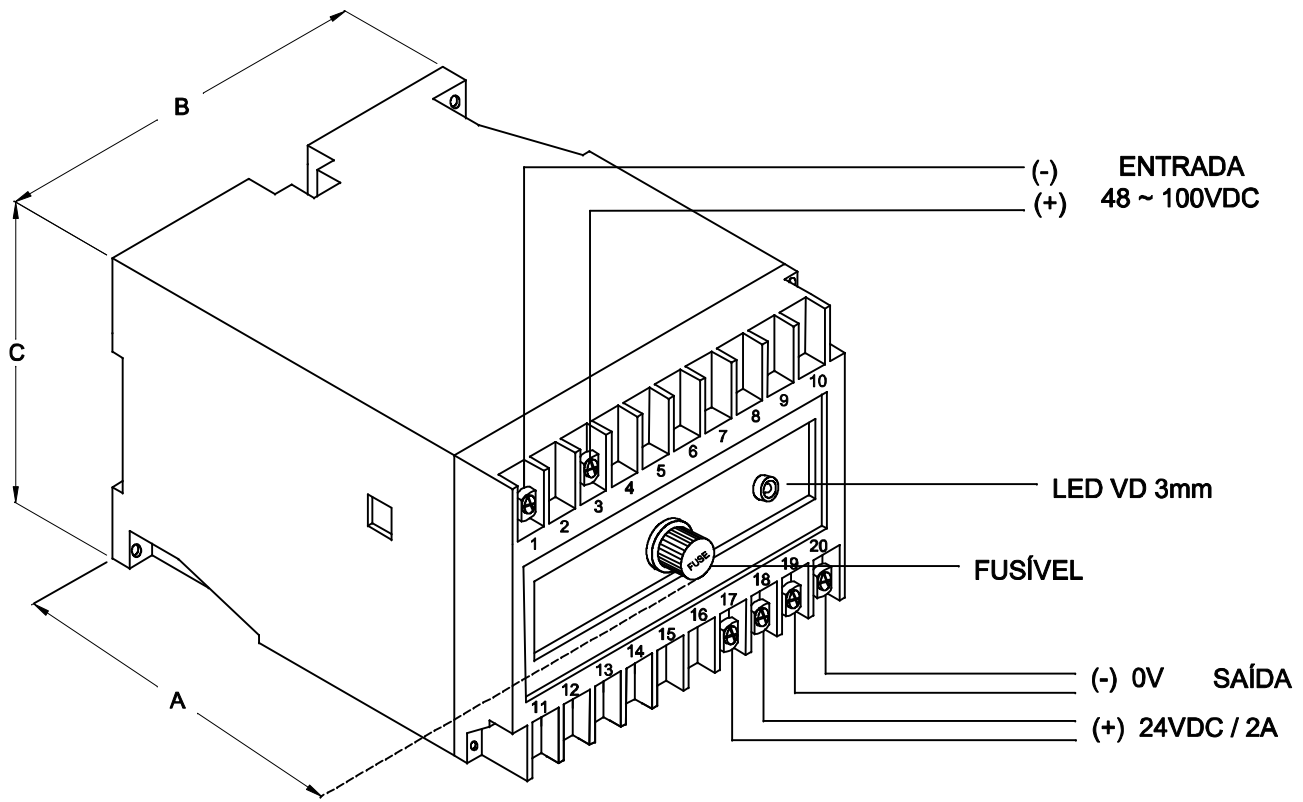 B
(-) ENTRADA
(+) 48 ~ 100VDC
C
10
9
8
7
6
5
4
3
2
1
LED VD 3mm
FUSE
FUSÍVEL
20
19
18
17
16
15
14
13
12
11
(-) 0V SAÍDA
A
(+) 24VDC / 2A